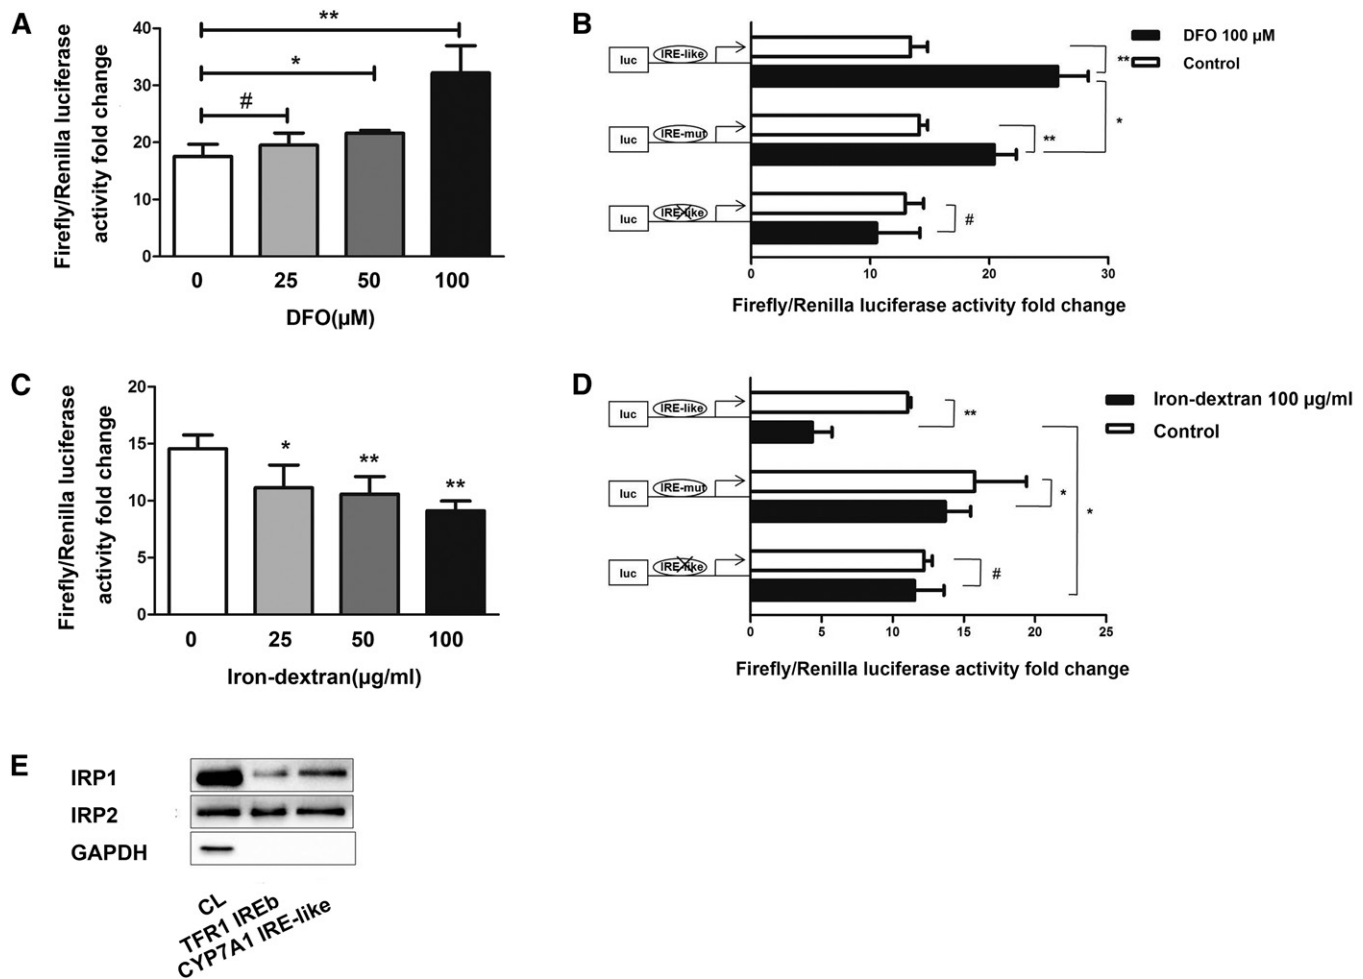 A
Firefly/Renilla luciferase
activity fold change
40
30
20
10
0
**
*
#
0 25 50 100
DFO(µM)
B
luc IRE-like
luc IRE-mut
luc IRE-like
**
*
**
#
DFO 100 µM
Control
0 10 20 30
Firefly/Renilla luciferase activity fold change
C
Firefly/Renilla luciferase
activity fold change
20
15
10
5
0
* ** **
0 25 50 100
Iron-dextran(µg/ml)
D
luc IRE-like
luc IRE-mut
luc IRE-like
**
*
*
#
Iron-dextran 100 µg/ml
Control
0 5 10 15 20 25
Firefly/Renilla luciferase activity fold change
E
IRP1
IRP2
GAPDH
CL
TFR1 IREb
CYP7A1 IRE-like